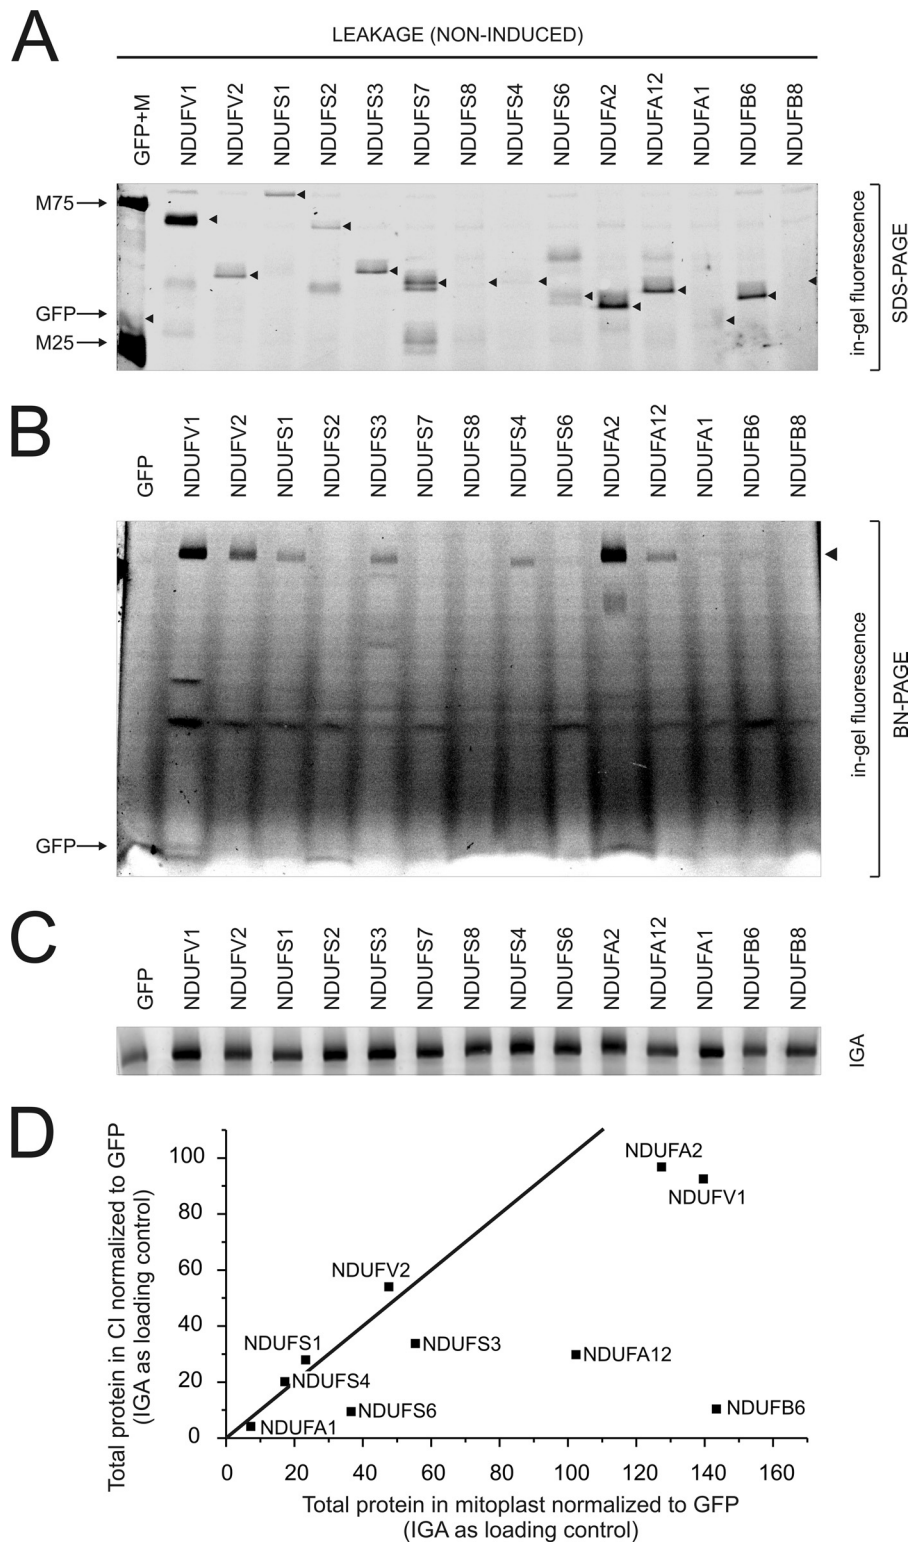 A
LEAKAGE (NON-INDUCED)
GFP+M NDUFV1 NDUFV2 NDUFS1 NDUFS2 NDUFS3 NDUFS7 NDUFS8 NDUFS4 NDUFS6 NDUFA2 NDUFA12 NDUFA1 NDUFB6 NDUFB8
M75
GFP
M25
in-gel fluorescence
SDS-PAGE
B
GFP NDUFV1 NDUFV2 NDUFS1 NDUFS2 NDUFS3 NDUFS7 NDUFS8 NDUFS4 NDUFS6 NDUFA2 NDUFA12 NDUFA1 NDUFB6 NDUFB8
GFP
in-gel fluorescence
BN-PAGE
C
GFP NDUFV1 NDUFV2 NDUFS1 NDUFS2 NDUFS3 NDUFS7 NDUFS8 NDUFS4 NDUFS6 NDUFA2 NDUFA12 NDUFA1 NDUFB6 NDUFB8
IGA
D
Total protein in CI normalized to GFP
(IGA as loading control)
100
80
60
40
20
0
NDUFA2
NDUFV1
NDUFV2
NDUFS1
NDUFS3
NDUFA12
NDUFS4
NDUFS6
NDUFB6
NDUFA1
0 20 40 60 80 100 120 140 160
Total protein in mitoplast normalized to GFP
(IGA as loading control)